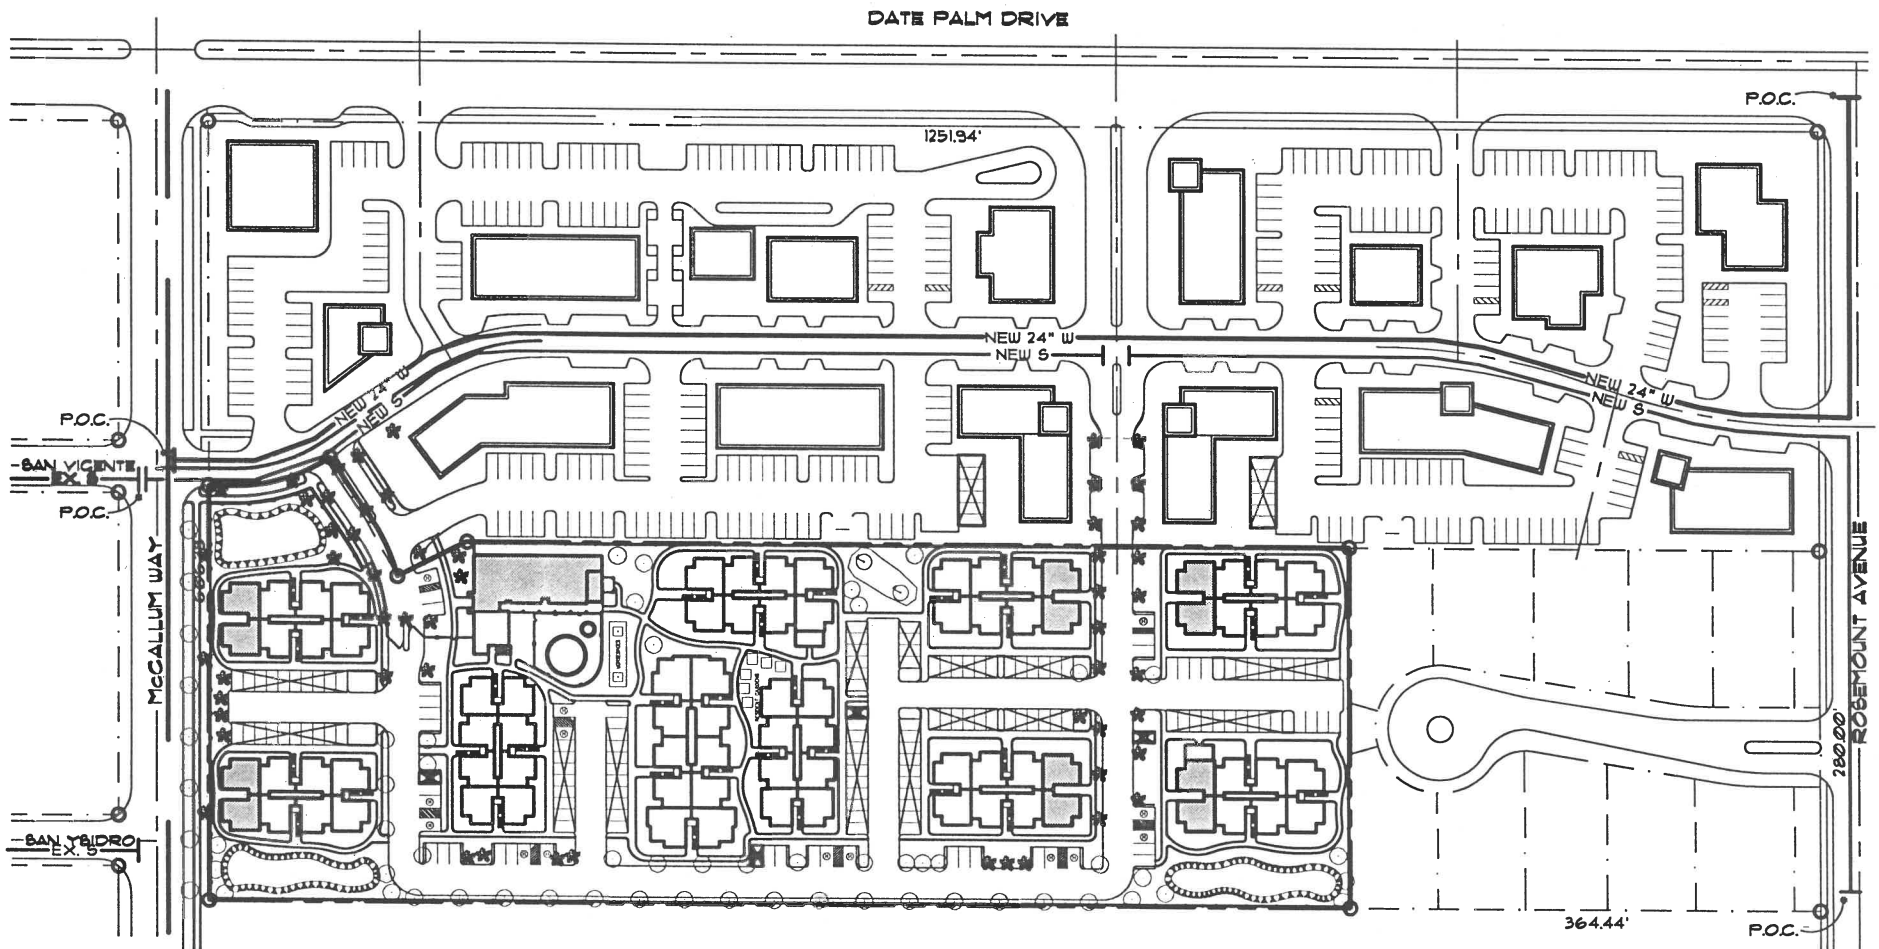 DATE PALM DRIVE
P.O.C.
1251.94'
NEW 24" W
NEW S
NEW 24" W
NEW S
NEW 24" W
NEW S
P.O.C.
SAN VICENTE
EX. S
P.O.C.
McCALLUM WAY
ROSEMOUNT AVENUE
280.00'
SAN YSIDRO
EX. S
364.44'
P.O.C.